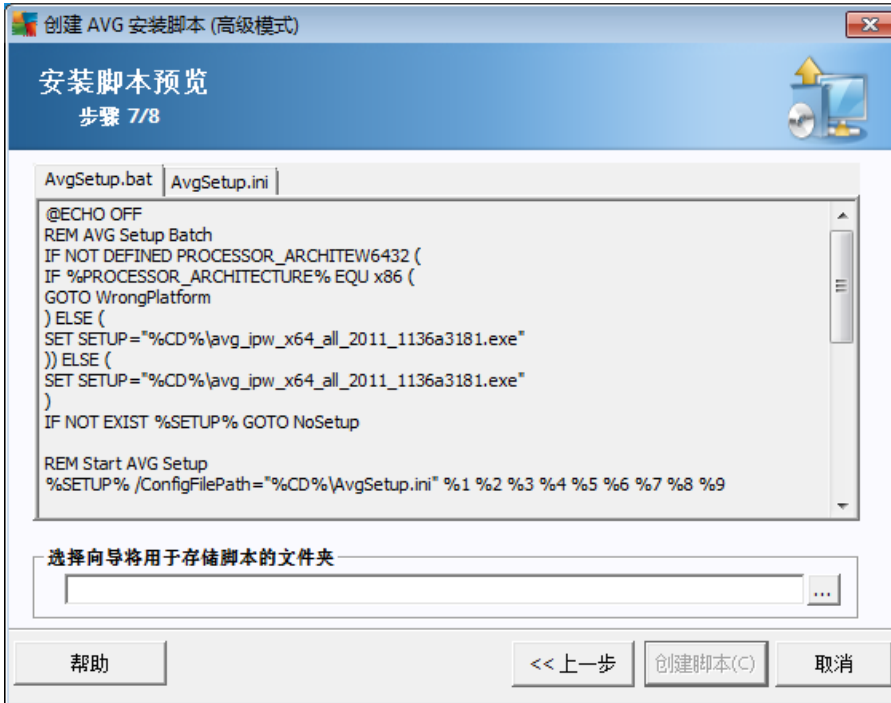 创建 AVG 安装脚本 (高级模式)
安装脚本预览
步骤 7/8
AvgSetup.bat
AvgSetup.ini
@ECHO OFF
REM AVG Setup Batch
IF NOT DEFINED PROCESSOR_ARCHITEW6432 (
IF %PROCESSOR_ARCHITECTURE% EQU x86 (
GOTO WrongPlatform
) ELSE (
SET SETUP="%CD%\avg_ipw_x64_all_2011_1136a3181.exe"
)) ELSE (
SET SETUP="%CD%\avg_ipw_x64_all_2011_1136a3181.exe"
)
IF NOT EXIST %SETUP% GOTO NoSetup
REM Start AVG Setup
%SETUP% /ConfigFilePath="%CD%\AvgSetup.ini" %1 %2 %3 %4 %5 %6 %7 %8 %9
选择向导将用于存储脚本的文件夹
...
帮助
<< 上一步
创建脚本(C)
取消